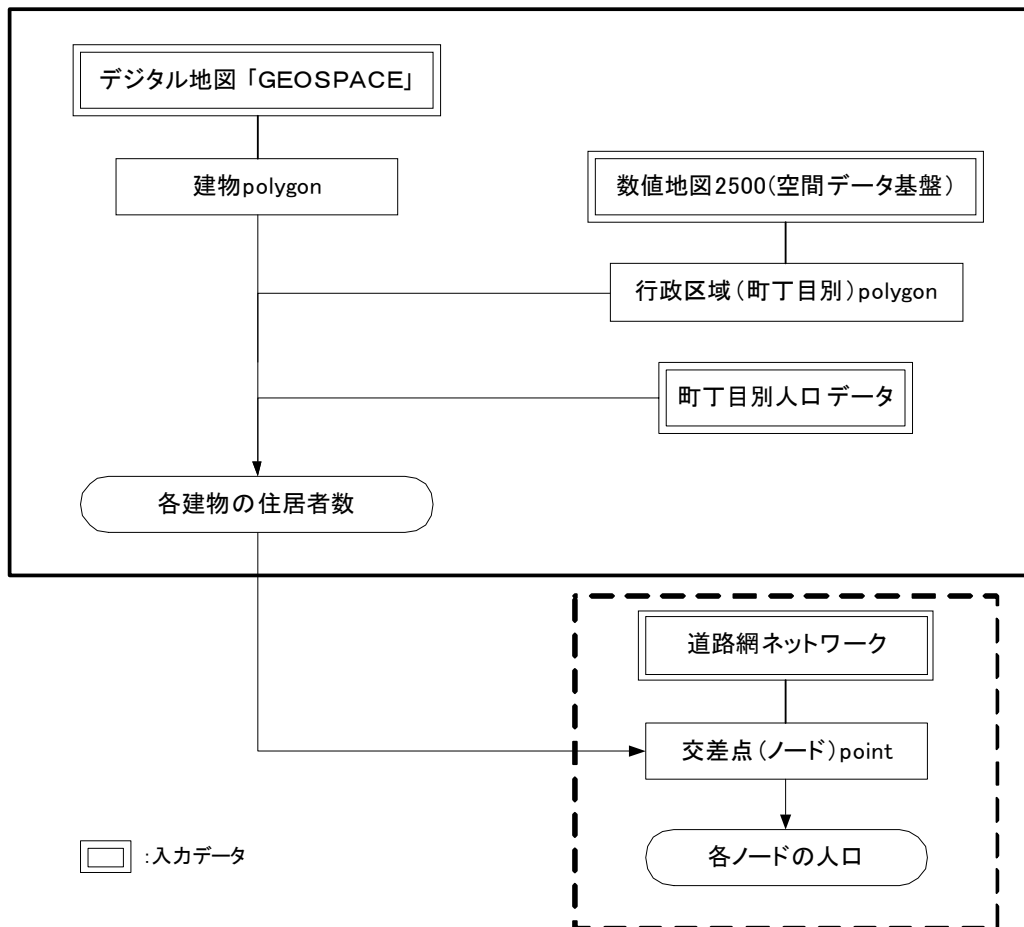 デジタル地図「GEOSPACE」
建物polygon
数値地図2500(空間データ基盤)
行政区域(町丁目別)polygon
町丁目別人口データ
各建物の住居者数
道路網ネットワーク
交差点(ノード)point
各ノードの人口
:入力データ